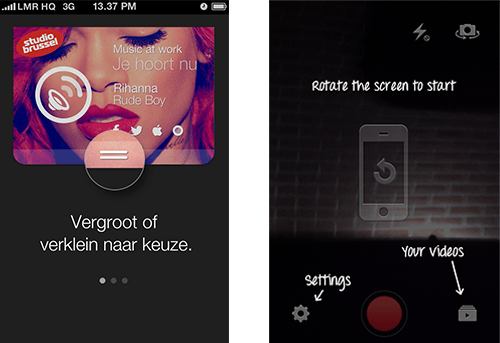 LMR HQ 3G 13.37 PM
studio
brussel
Music at work
Je hoort nu
Rihanna
Rude Boy
Vergroot of
verklein naar keuze.
Rotate the screen to start
Your videos
Settings